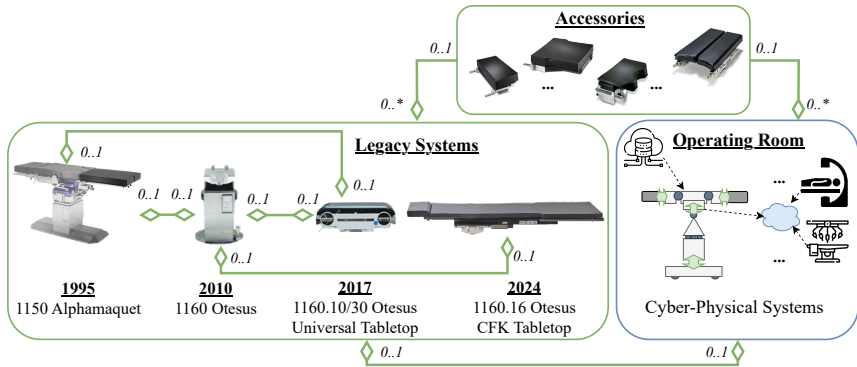 Accessories
0..1
0..1
...
...
0..*
0..*
Legacy Systems
Operating Room
0..1
0..1
0..1
0..1
0..1
0..1
0..1
0..1
0..1
...
...
1995
1150 Alphamaquet
2010
1160 Otesus
2017
1160.10/30 Otesus
Universal Tabletop
2024
1160.16 Otesus
CFK Tabletop
Cyber-Physical Systems
0..1
0..1